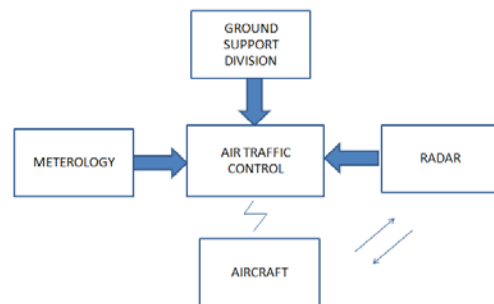 GROUND
SUPPORT
DIVISION
METEROLOGY
AIR TRAFFIC
CONTROL
RADAR
AIRCRAFT